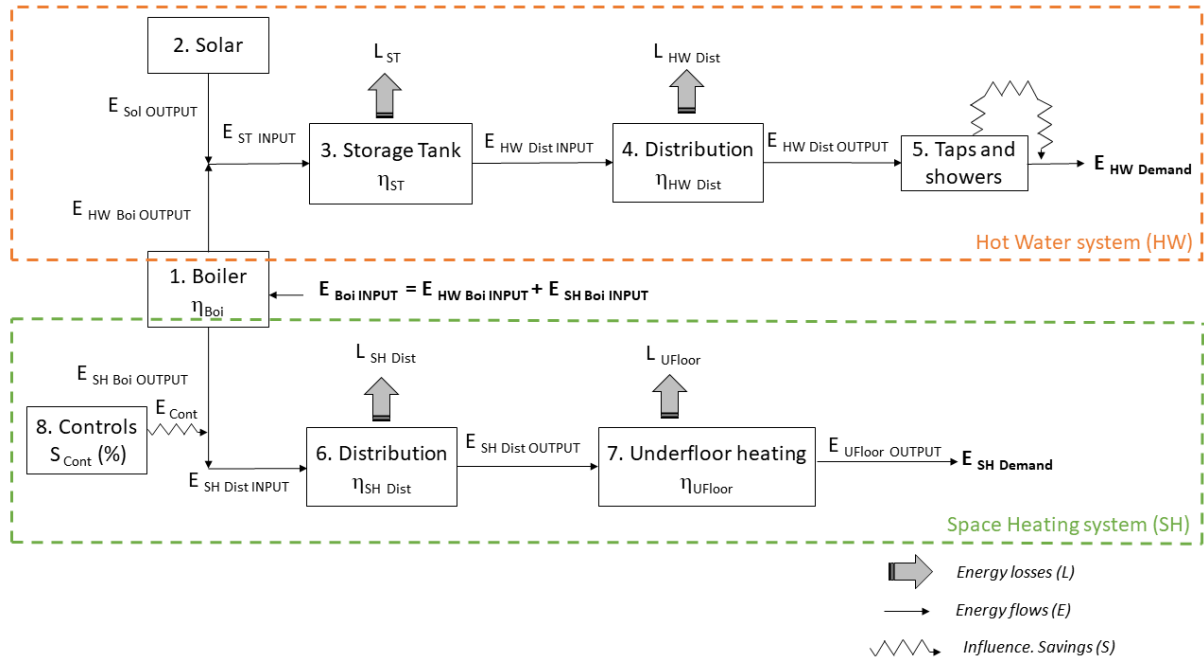 2. Solar
L ST
L HW Dist
E Sol OUTPUT
E ST INPUT
3. Storage Tank
ηST
E HW Dist INPUT
4. Distribution
ηHW Dist
E HW Dist OUTPUT
5. Taps and
showers
E HW Demand
E HW Boi OUTPUT
Hot Water system (HW)
1. Boiler
ηBoi
E Boi INPUT = E HW Boi INPUT + E SH Boi INPUT
L SH Dist
L UFloor
E SH Boi OUTPUT
E Cont
8. Controls
S Cont (%)
E SH Dist INPUT
6. Distribution
ηSH Dist
E SH Dist OUTPUT
7. Underfloor heating
ηUFloor
E UFloor OUTPUT
E SH Demand
Space Heating system (SH)
Energy losses (L)
Energy flows (E)
Influence. Savings (S)